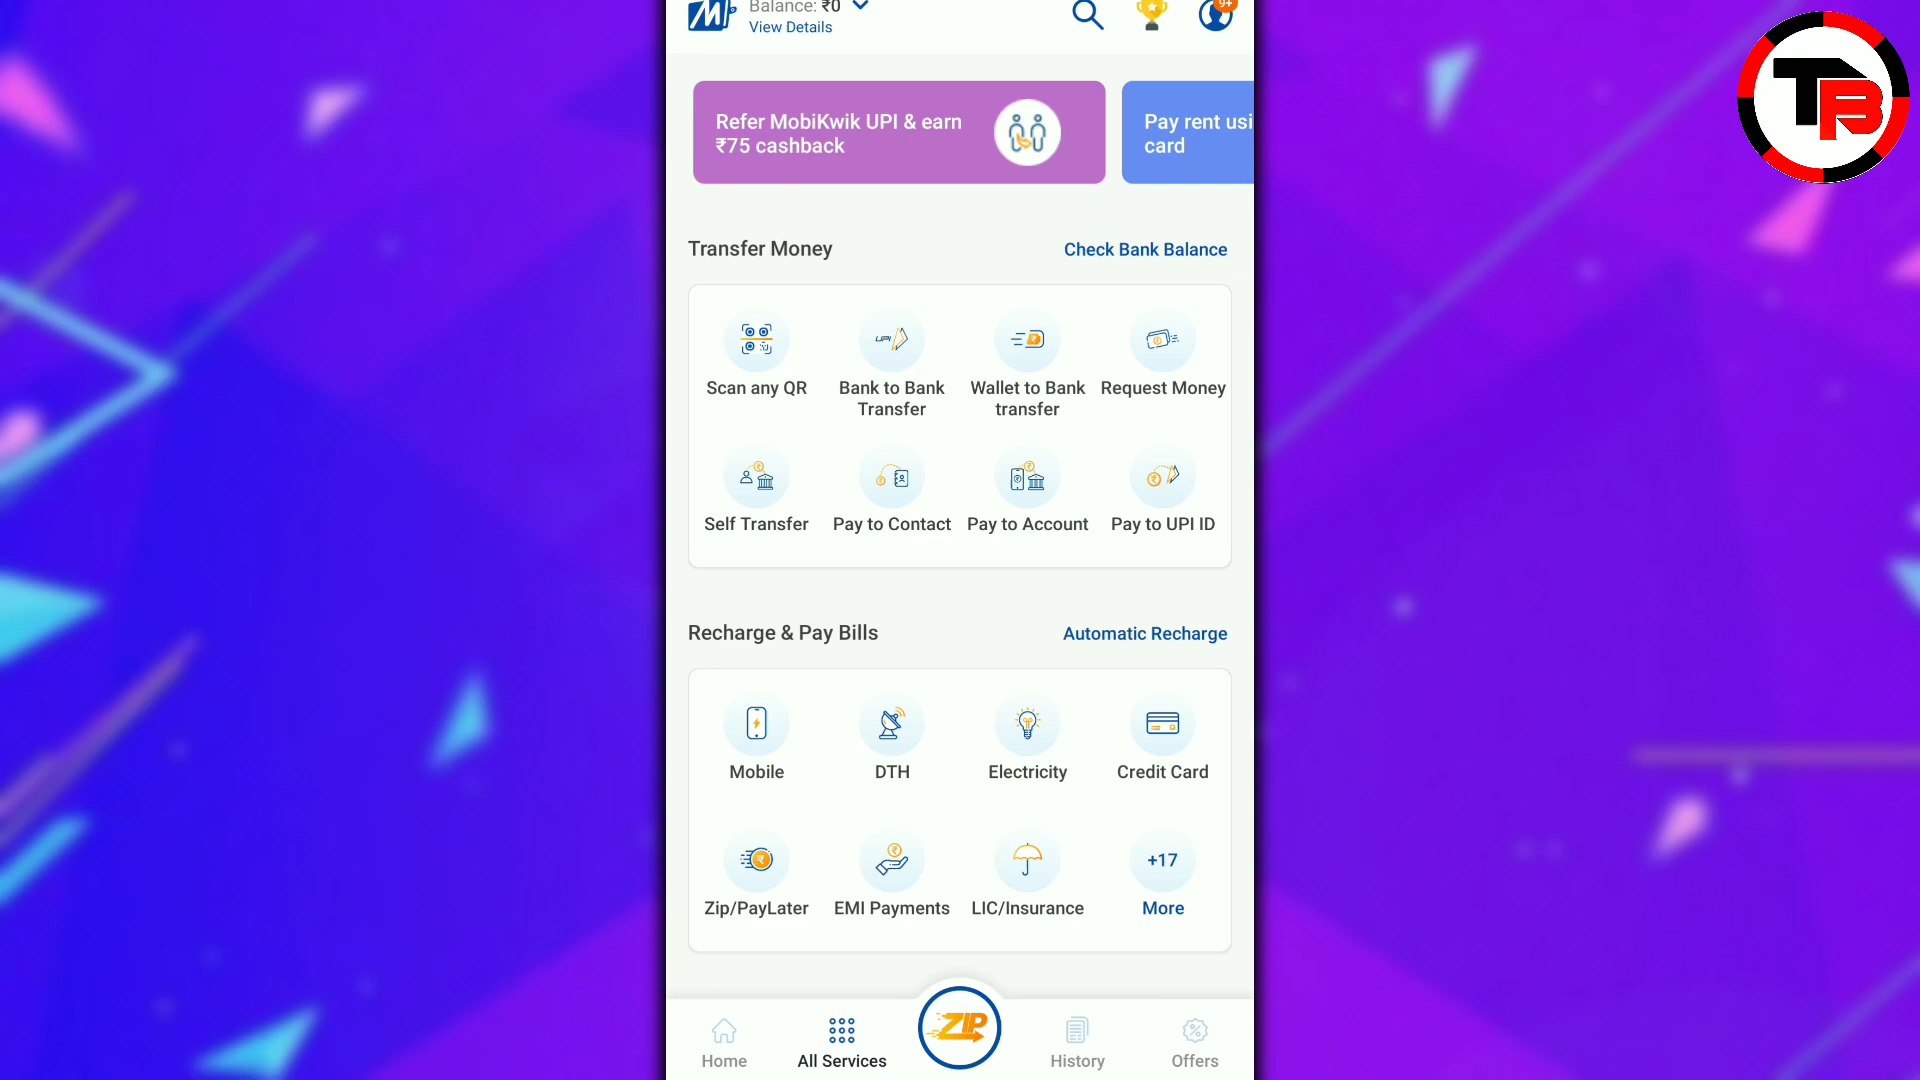 Balance: ₹0
View Details
9+
TB
Refer MobiKwik UPI & earn
₹75 cashback
Pay rent usi
card
Transfer Money
Check Bank Balance
Scan any QR
Bank to Bank
Transfer
Wallet to Bank
transfer
Request Money
Self Transfer
Pay to Contact
Pay to Account
Pay to UPI ID
Recharge & Pay Bills
Automatic Recharge
Mobile
DTH
Electricity
Credit Card
Zip/PayLater
EMI Payments
LIC/Insurance
+17
More
Home
All Services
ZIP
History
Offers